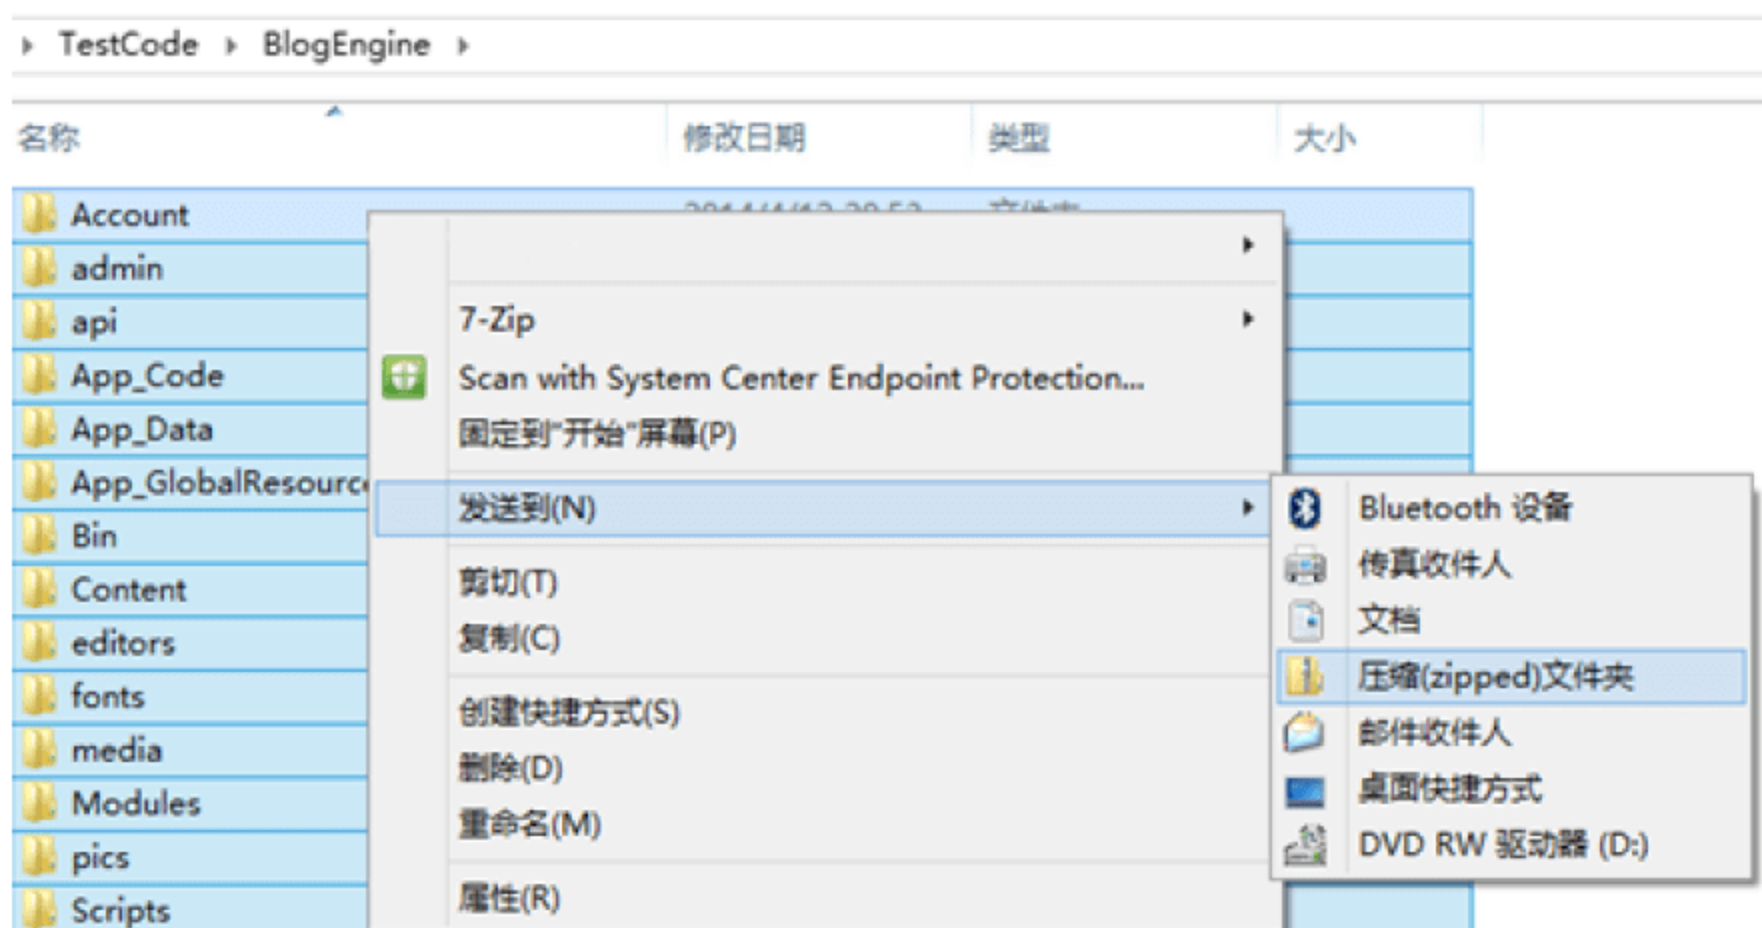 TestCode BlogEngine
名称 修改日期 类型 大小
Account
admin
api
App_Code
App_Data
App_GlobalResource
Bin
Content
editors
fonts
media
Modules
pics
Scripts
7-Zip
Scan with System Center Endpoint Protection...
固定到"开始"屏幕(P)
发送到(N)
剪切(T)
复制(C)
创建快捷方式(S)
删除(D)
重命名(M)
属性(R)
Bluetooth 设备
传真收件人
文档
压缩(zipped)文件夹
邮件收件人
桌面快捷方式
DVD RW 驱动器 (D:)